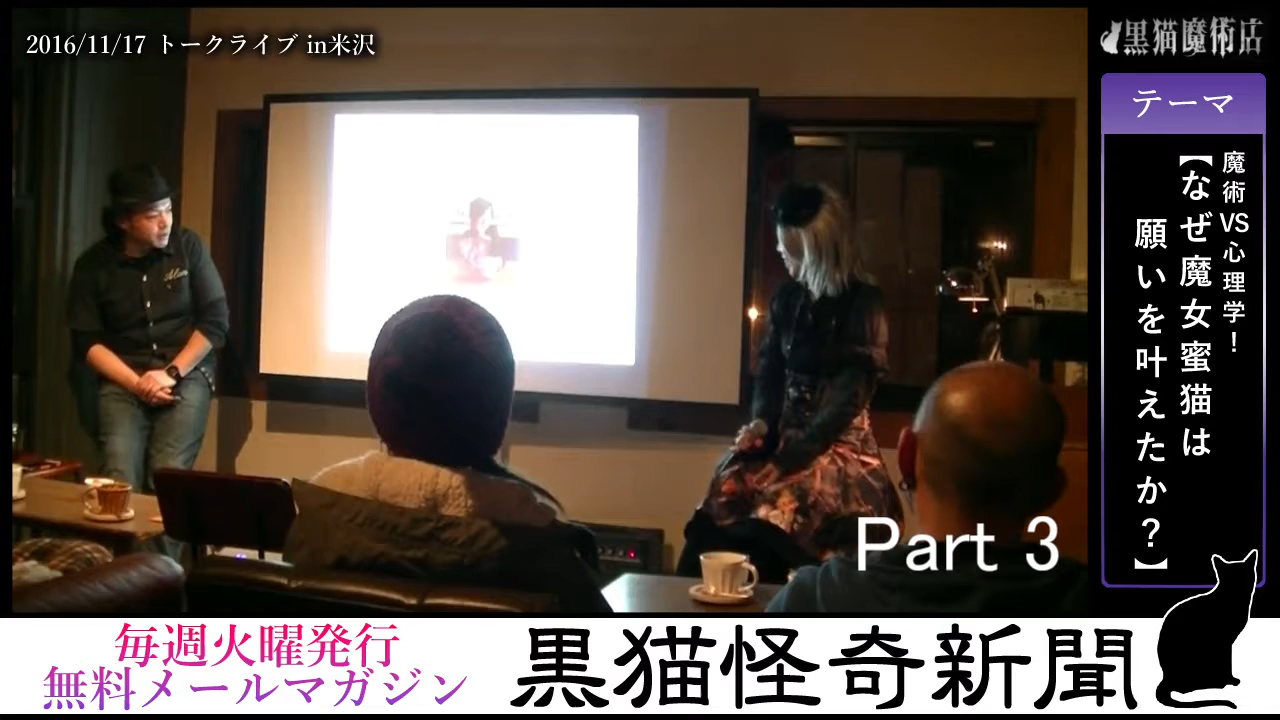 2016/11/17 トークライブ in米沢
黒猫魔術店
テーマ
魔術VS心理学！
【なぜ魔女蜜猫は
願いを叶えたか？】
Part 3
毎週火曜発行
無料メールマガジン
黒猫怪奇新聞